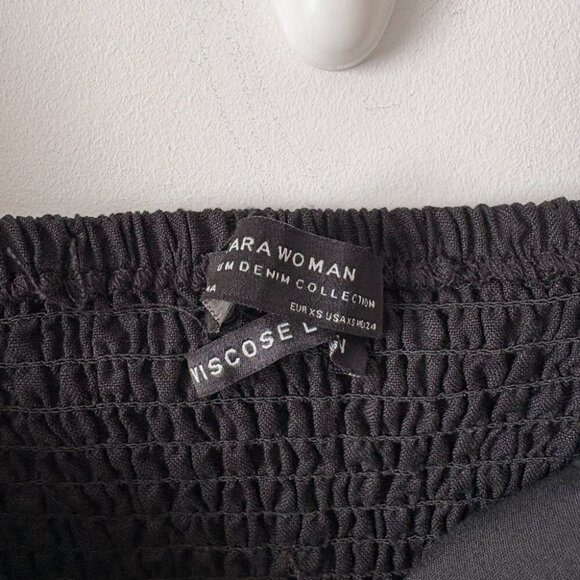 ARA WOMAN
UM DENIM COLLECTION
EUR XS USA XS
VISCOSE